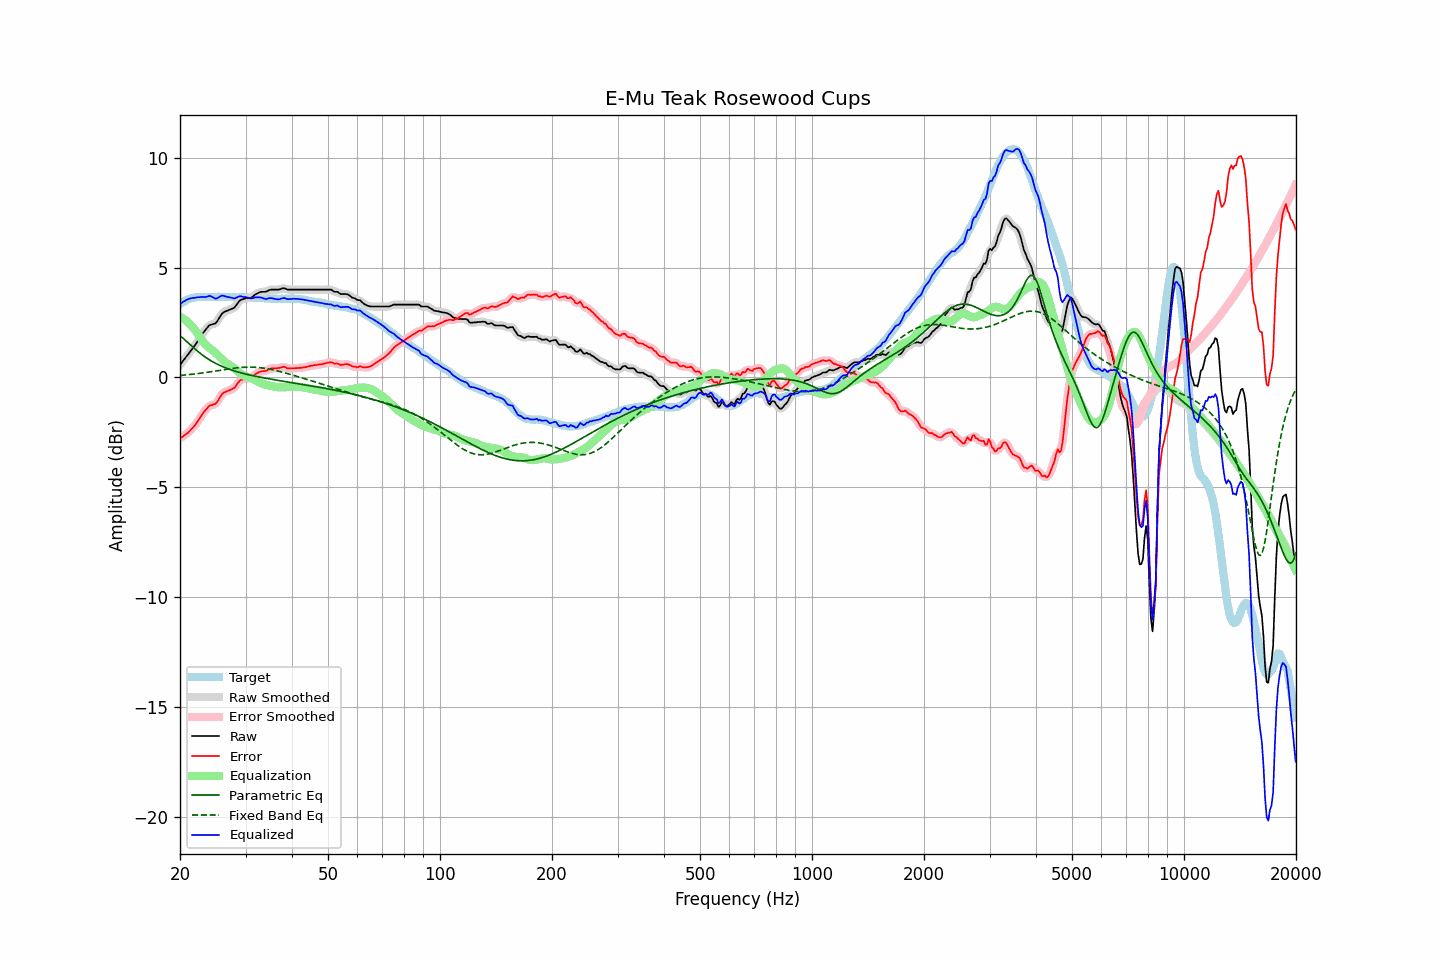 E-Mu Teak Rosewood Cups
Amplitude (dBr)
10
5
0
−5
−10
−15
−20
Target
Raw Smoothed
Error Smoothed
Raw
Error
Equalization
Parametric Eq
Fixed Band Eq
Equalized
20 50 100 200 500 1000 2000 5000 10000 20000
Frequency (Hz)